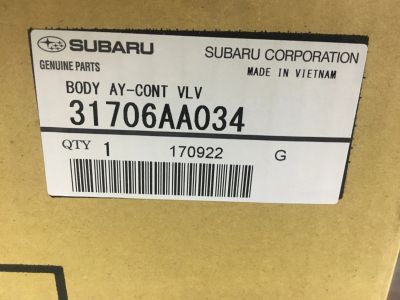 SUBARU SUBARU CORPORATION
GENUINE PARTS MADE IN VIETNAM
BODY AY-CONT VLV
31706AA034
QTY 1 170922 G